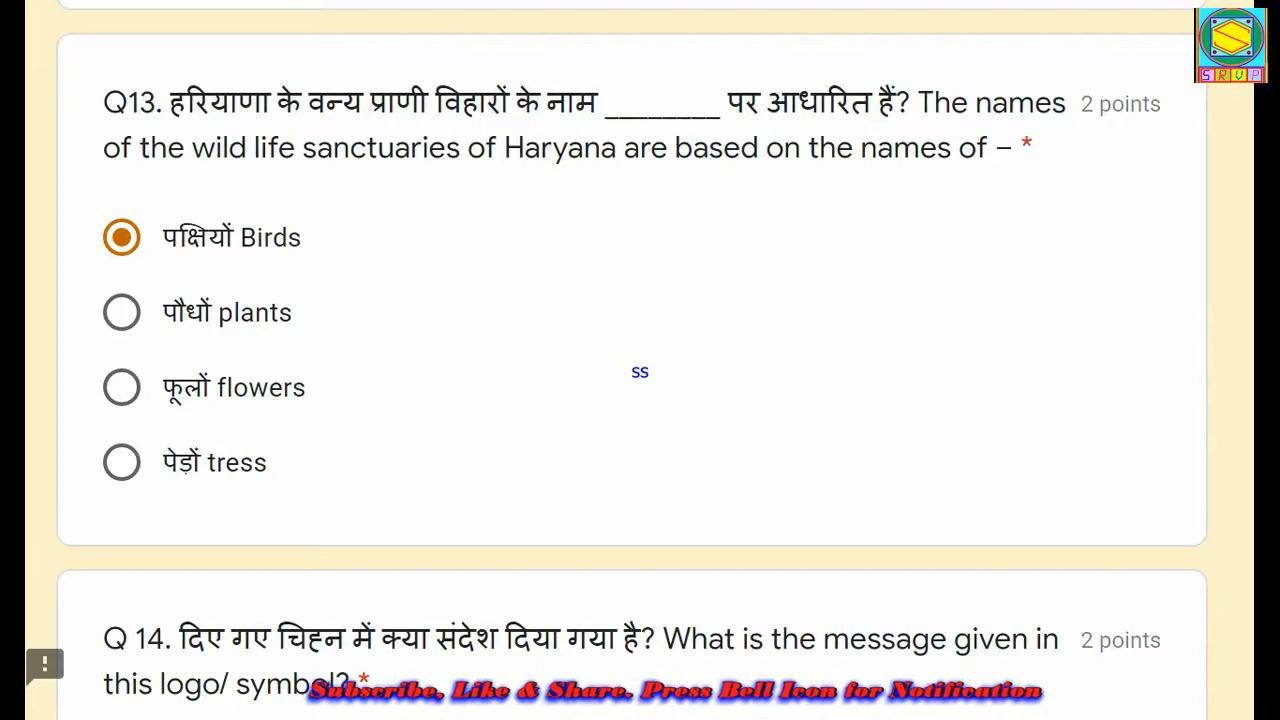 S R V P
Q13. हरियाणा के वन्य प्राणी विहारों के नाम ________ पर आधारित हैं? The names 2 points
of the wild life sanctuaries of Haryana are based on the names of – *
पक्षियों Birds
पौधों plants
फूलों flowers
ss
पेड़ों tress
Q 14. दिए गए चिह्न में क्या संदेश दिया गया है? What is the message given in 2 points
this logo/ symbol? *
Subscribe, Like & Share. Press Bell Icon for Notification